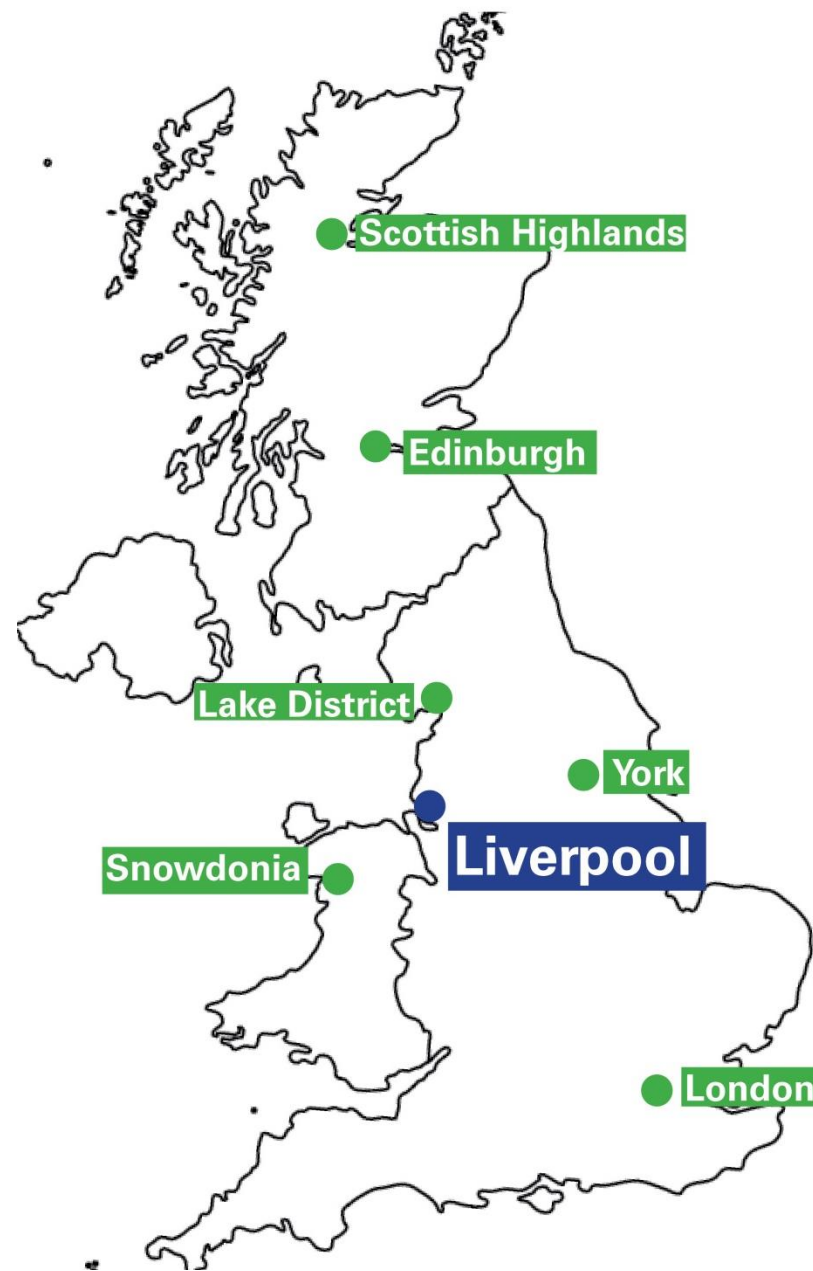 Scottish Highlands
Edinburgh
Lake District
York
Liverpool
Snowdonia
London